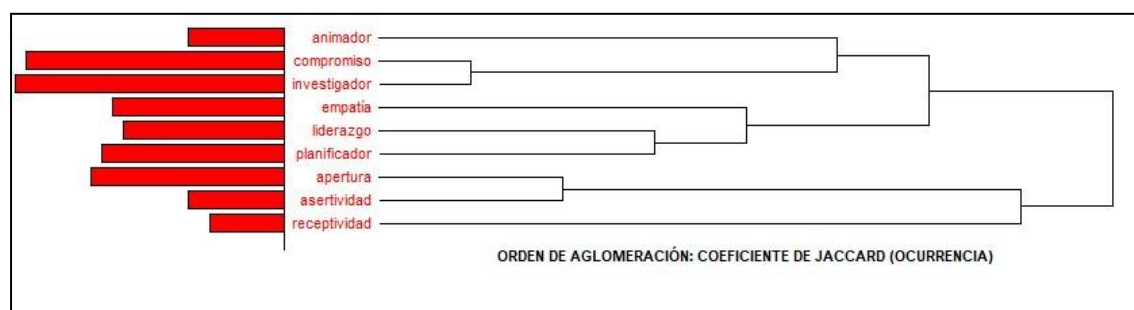 animador
compromiso
investigador
empatía
liderazgo
planificador
apertura
asertividad
receptividad
ORDEN DE AGLOMERACIÓN: COEFICIENTE DE JACCARD (OCURRENCIA)